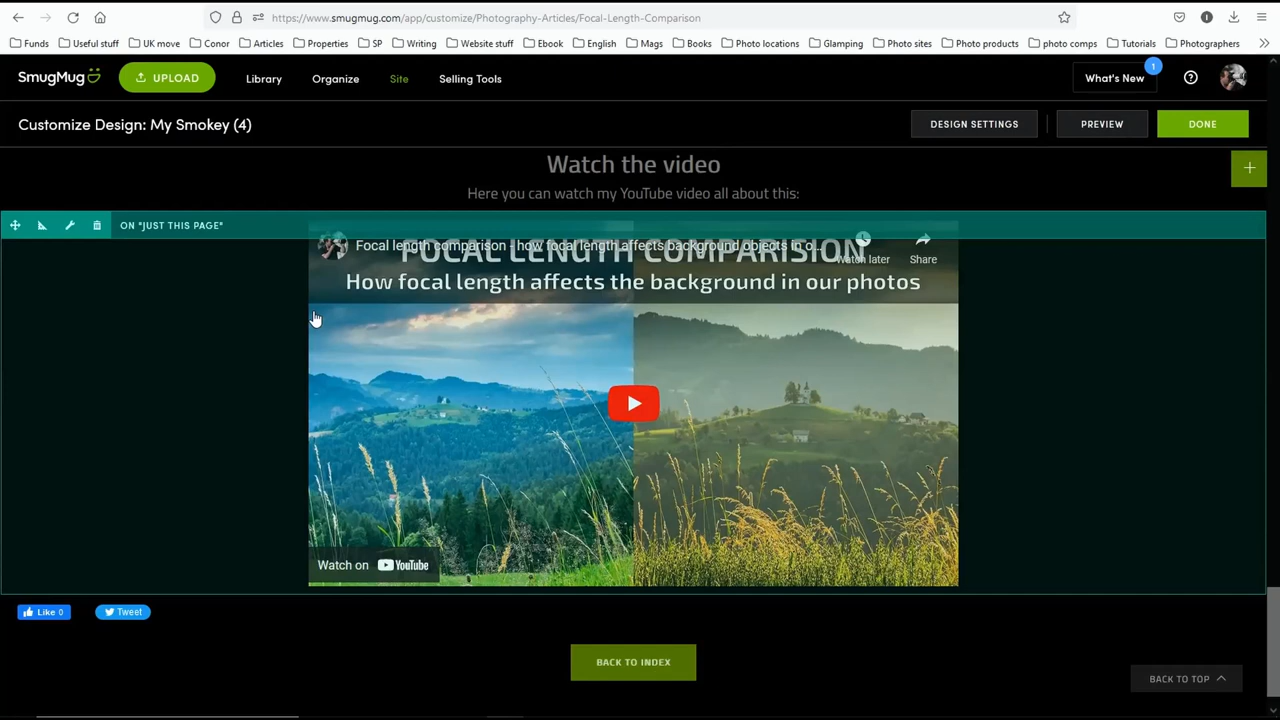 https://www.smugmug.com/app/customize/Photography-Articles/Focal-Length-Comparison
Funds Useful stuff UK move Conor Articles Properties SP Writing Website stuff Ebook English Mags Books Photo locations Glamping Photo sites Photo products photo comps Tutorials Photographers
SmugMug UPLOAD Library Organize Site Selling Tools What's New 1
Customize Design: My Smokey (4) DESIGN SETTINGS PREVIEW DONE
Watch the video
Here you can watch my YouTube video all about this:
ON "JUST THIS PAGE"
Focal length comparison - how focal length affects background objects in o...
FOCAL LENGTH COMPARISION
Watch later Share
How focal length affects the background in our photos
Watch on YouTube
Like 0 Tweet
BACK TO INDEX
BACK TO TOP